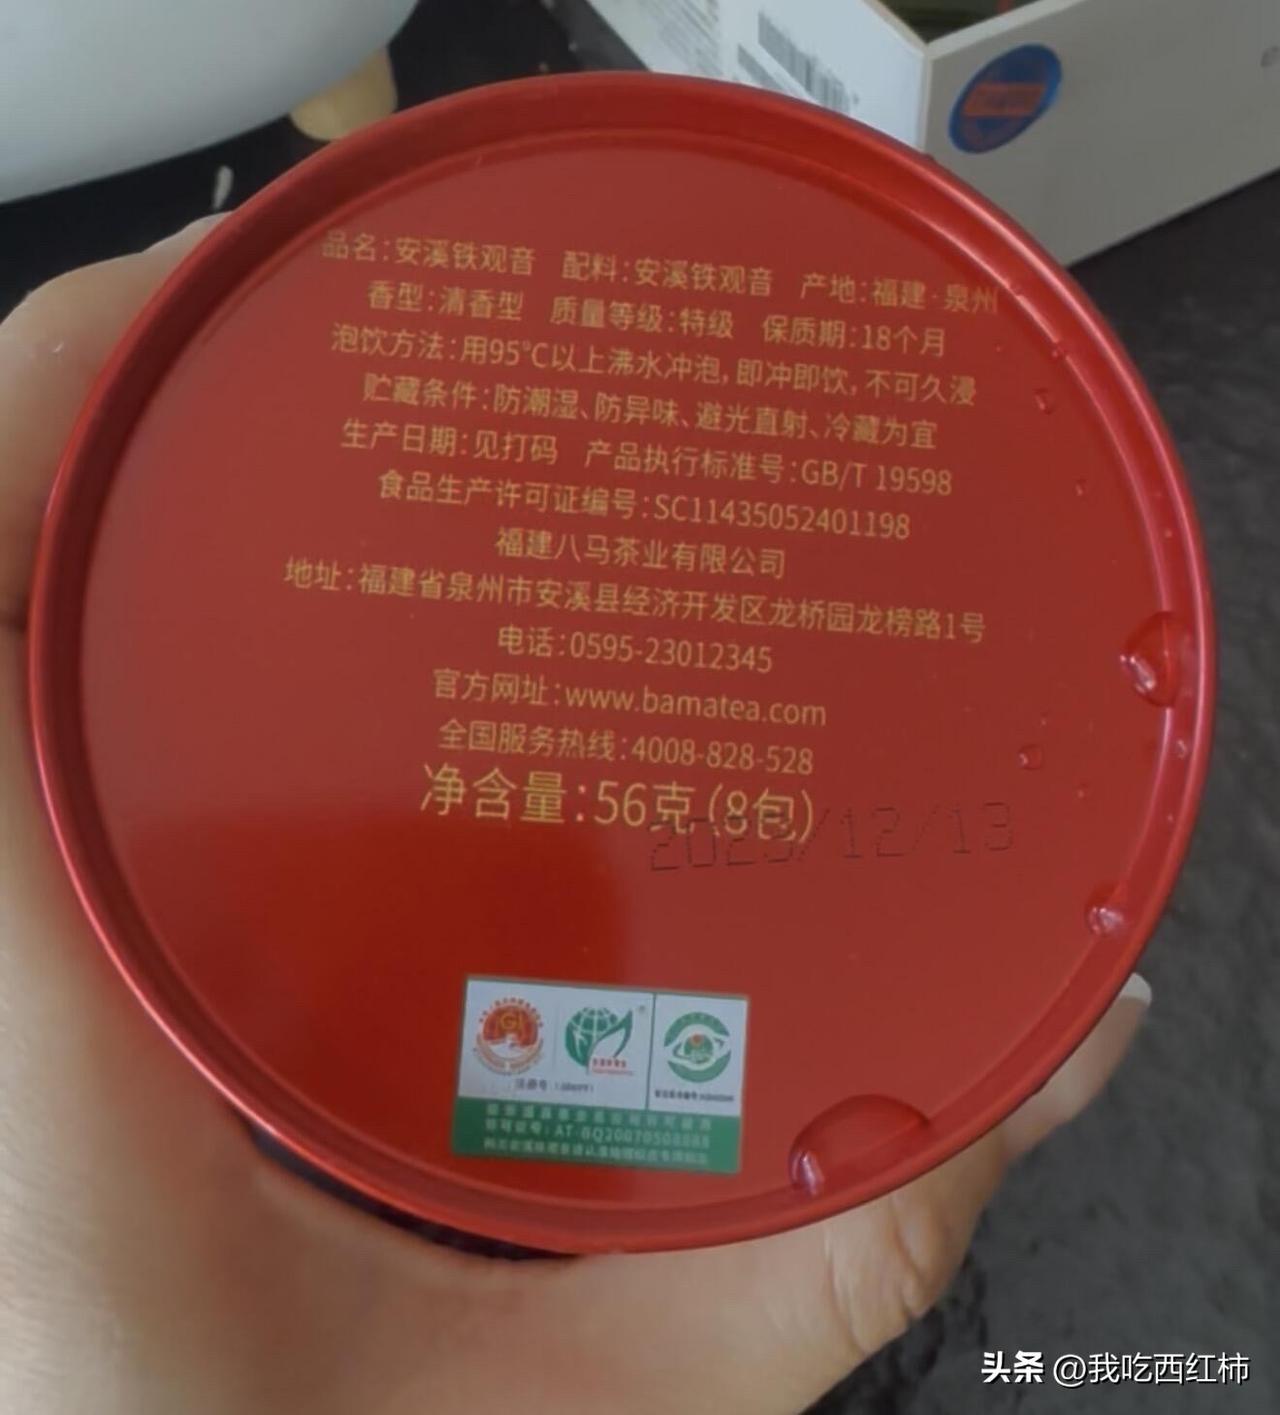 品名:安溪铁观音 配料:安溪铁观音 产地:福建·泉州
香型:清香型 质量等级:特级 保质期:18个月
泡饮方法:用95℃以上沸水冲泡,即冲即饮,不可久浸
贮藏条件:防潮湿、防异味、避光直射、冷藏为宜
生产日期:见打码 产品执行标准号:GB/T 19598
食品生产许可证编号:SC11435052401198
福建八马茶业有限公司
地址:福建省泉州市安溪县经济开发区龙桥园龙榜路1号
电话:0595-23012345
官方网址:www.bamatea.com
全国服务热线:4008-828-528
净含量:56克(8包)
2023/12/13
头条 @我吃西红柿